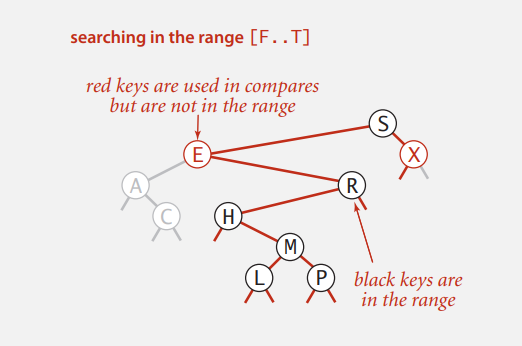 searching in the range [F..T]
red keys are used in compares
but are not in the range
S
E
X
A
R
C
H
M
L
P
black keys are
in the range